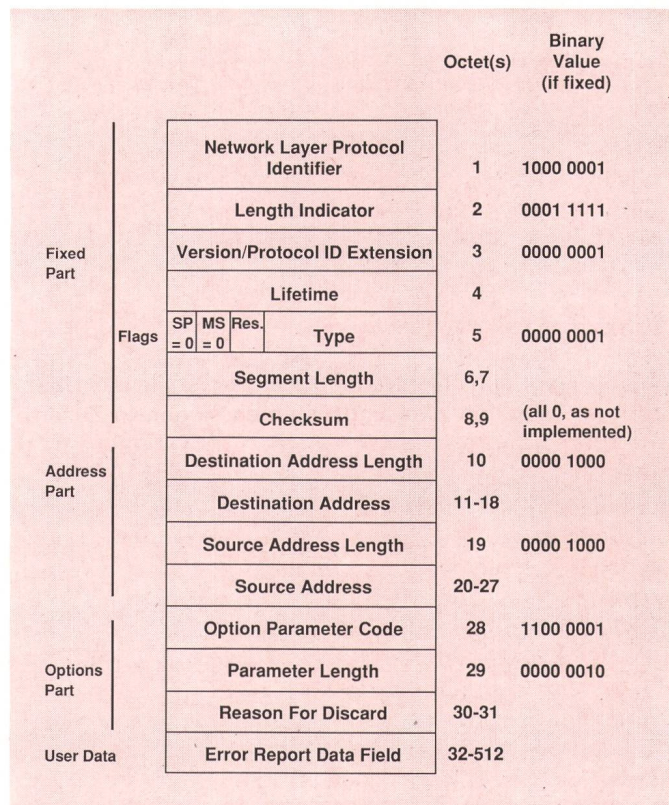 Octet(s)
Binary
Value
(if fixed)
Network Layer Protocol
Identifier
1
1000 0001
Length Indicator
2
0001 1111
Fixed
Part
Version/Protocol ID Extension
3
0000 0001
Lifetime
4
Flags
SP
= 0
MS
= 0
Res.
Type
5
0000 0001
Segment Length
6,7
Checksum
8,9
(all 0, as not
implemented)
Address
Part
Destination Address Length
10
0000 1000
Destination Address
11-18
Source Address Length
19
0000 1000
Source Address
20-27
Option Parameter Code
28
1100 0001
Options
Part
Parameter Length
29
0000 0010
Reason For Discard
30-31
User Data
Error Report Data Field
32-512